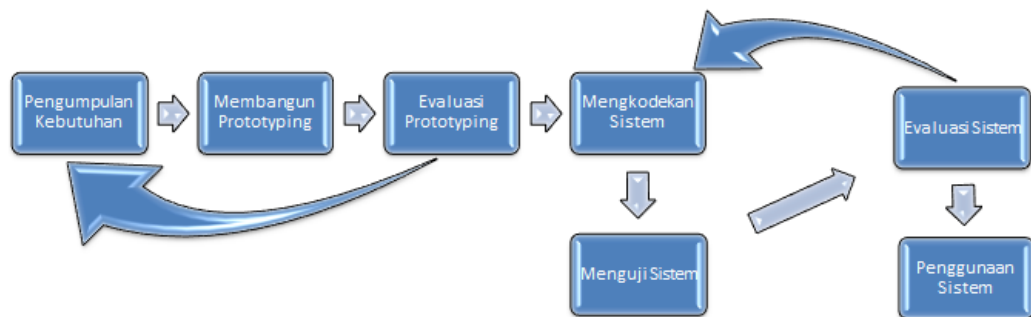 Pengumpulan
Kebutuhan
Membangun
Prototyping
Evaluasi
Prototyping
Mengkodekan
Sistem
Evaluasi Sistem
Menguji Sistem
Penggunaan
Sistem